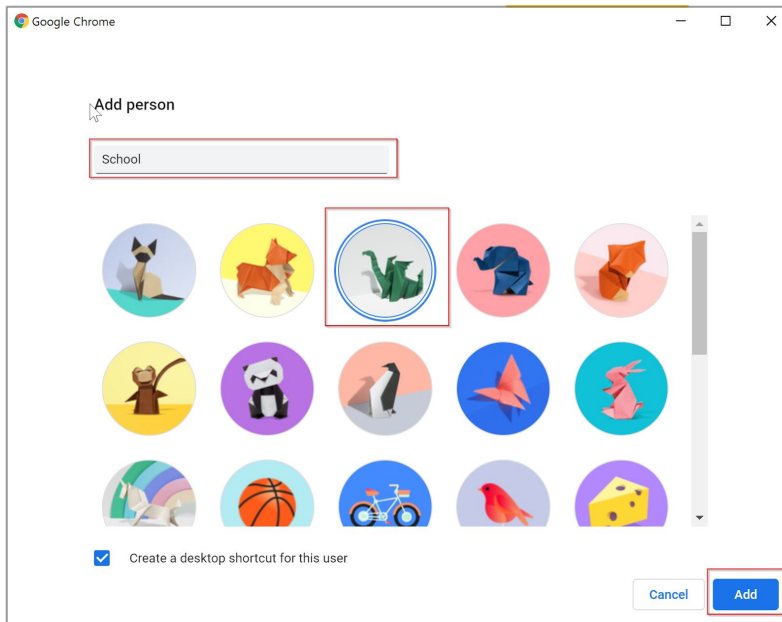 Google Chrome
Add person
School
Create a desktop shortcut for this user
Cancel
Add